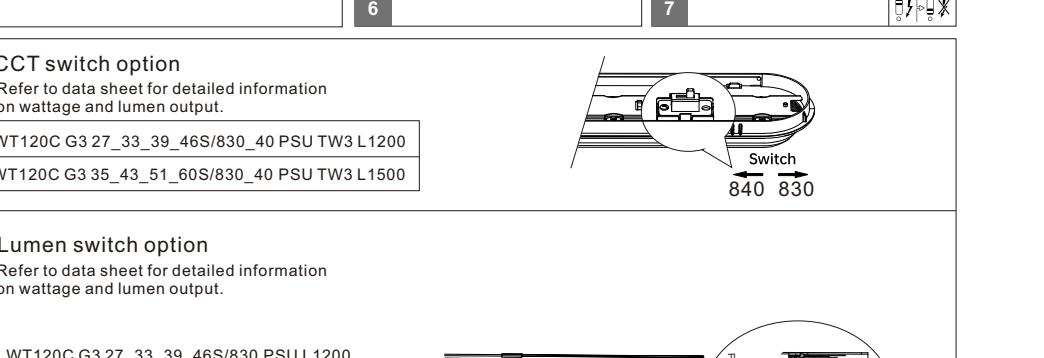 6
7
CCT switch option
Refer to data sheet for detailed information
on wattage and lumen output.
WT120C G3 27_33_39_46S/830_40 PSU TW3 L1200
WT120C G3 35_43_51_60S/830_40 PSU TW3 L1500
Switch
840 830
Lumen switch option
Refer to data sheet for detailed information
on wattage and lumen output.
WT120C G3 27_33_39_46S/830 PSU L1200